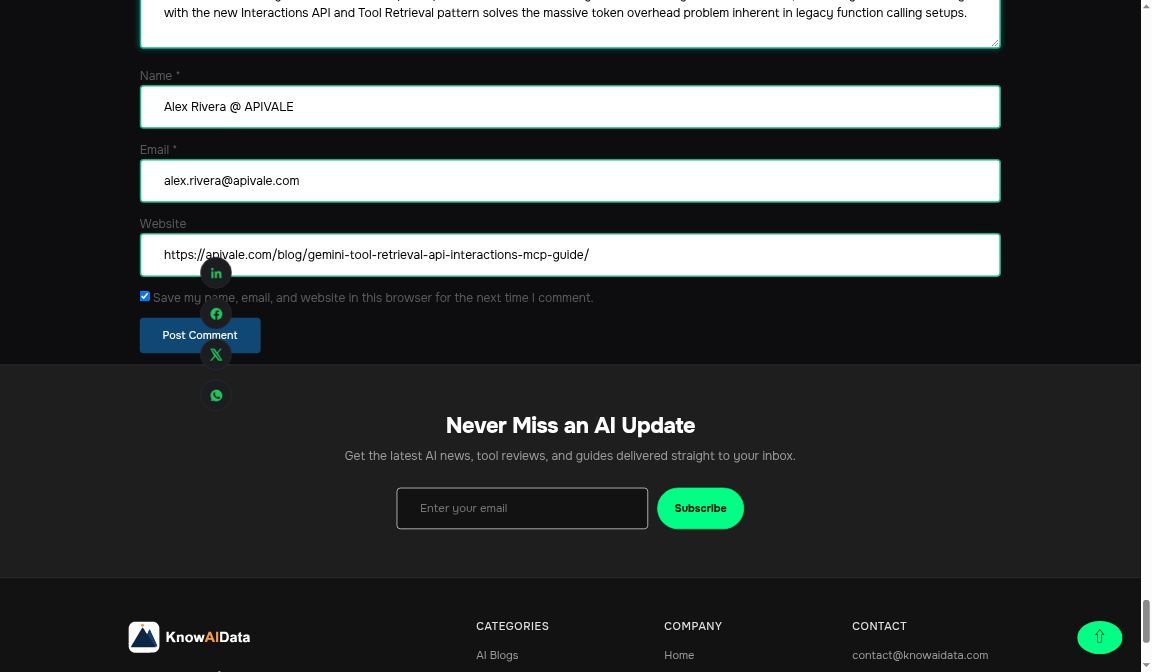 with the new Interactions API and Tool Retrieval pattern solves the massive token overhead problem inherent in legacy function calling setups.
Name *
Alex Rivera @ APIVALE
Email *
alex.rivera@apivale.com
Website
https://apivale.com/blog/gemini-tool-retrieval-api-interactions-mcp-guide/
Save my name, email, and website in this browser for the next time I comment.
Post Comment
Never Miss an AI Update
Get the latest AI news, tool reviews, and guides delivered straight to your inbox.
Enter your email
Subscribe
KnowAIData
CATEGORIES
AI Blogs
COMPANY
Home
CONTACT
contact@knowaidata.com